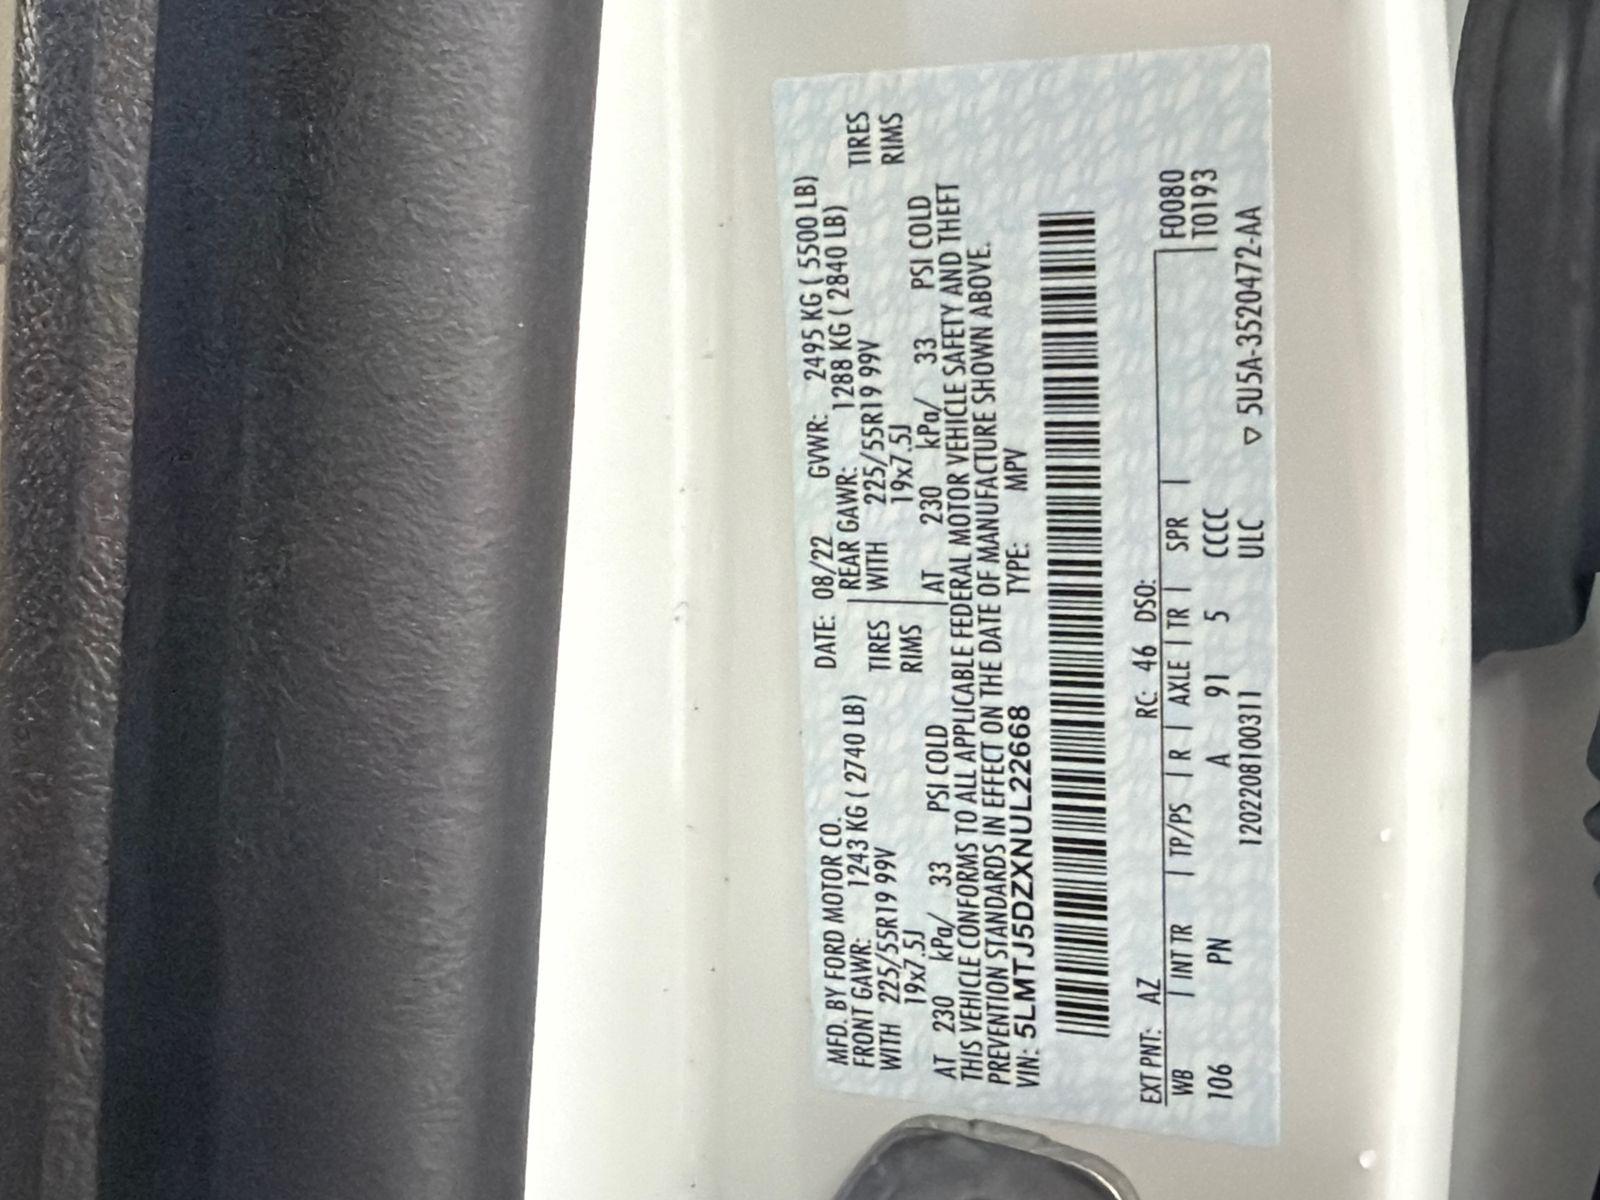 MFD. BY FORD MOTOR CO. DATE: 08/22 GVWR: 2495 KG ( 5500 LB)
FRONT GAWR: 1243 KG ( 2740 LB) REAR GAWR: 1288 KG ( 2840 LB)
WITH 225/55R19 99V TIRES WITH 225/55R19 99V TIRES
19x7.5J RIMS 19x7.5J RIMS
AT 230 kPa/ 33 PSI COLD AT 230 kPa/ 33 PSI COLD
THIS VEHICLE CONFORMS TO ALL APPLICABLE FEDERAL MOTOR VEHICLE SAFETY AND THEFT
PREVENTION STANDARDS IN EFFECT ON THE DATE OF MANUFACTURE SHOWN ABOVE.
VIN: 5LMTJ5DZXNUL22668 TYPE: MPV
EXT PNT: AZ RC: 46 DSO:
WB | INT TR | TP/PS | R | AXLE | TR | SPR | F0080
106 PN A 91 5 CCCC T0193
1202208100311 ULC ▽ 5U5A-3520472-AA